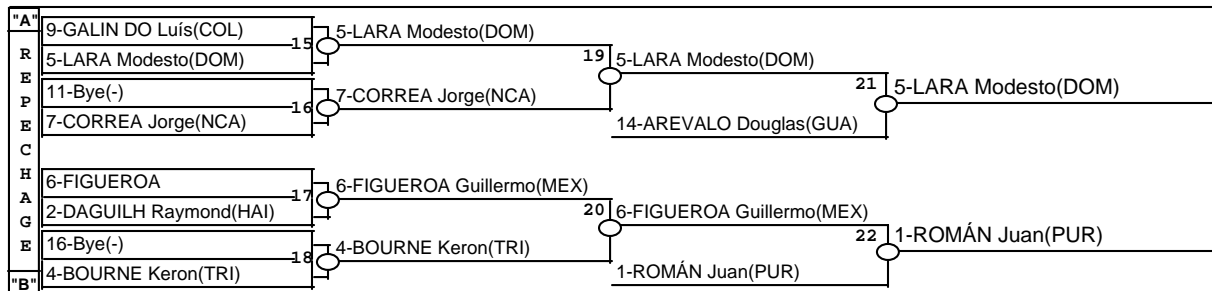 "A"
REPECHAGE
"B"
9-GALIN DO Luís(COL)
15
5-LARA Modesto(DOM)
5-LARA Modesto(DOM)
11-Bye(-)
16
7-CORREA Jorge(NCA)
7-CORREA Jorge(NCA)
19
5-LARA Modesto(DOM)
14-AREVALO Douglas(GUA)
21
5-LARA Modesto(DOM)
6-FIGUEROA
17
2-DAGUILH Raymond(HAI)
6-FIGUEROA Guillermo(MEX)
16-Bye(-)
18
4-BOURNE Keron(TRI)
4-BOURNE Keron(TRI)
20
6-FIGUEROA Guillermo(MEX)
1-ROMÁN Juan(PUR)
22
1-ROMÁN Juan(PUR)